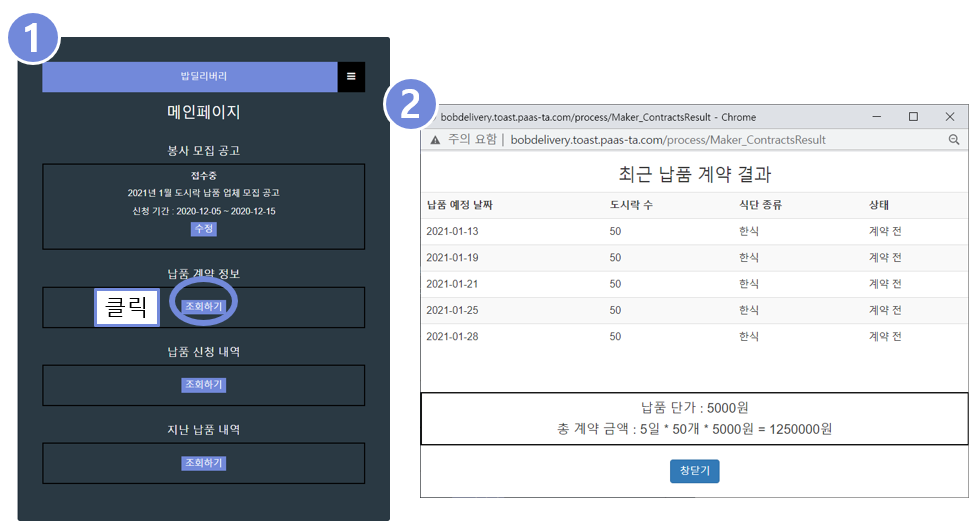 1
밥딜리버리
메인페이지
봉사 모집 공고
접수중
2021년 1월 도시락 납품 업체 모집 공고
신청 기간 : 2020-12-05 ~ 2020-12-15
수정
납품 계약 정보
클릭
조회하기
납품 신청 내역
조회하기
지난 납품 내역
조회하기
2
bobdelivery.toast.paas-ta.com/process/Maker_ContractsResult - Chrome
주의 요함 | bobdelivery.toast.paas-ta.com/process/Maker_ContractsResult
최근 납품 계약 결과
납품 예정 날짜 도시락 수 식단 종류 상태
2021-01-13 50 한식 계약 전
2021-01-19 50 한식 계약 전
2021-01-21 50 한식 계약 전
2021-01-25 50 한식 계약 전
2021-01-28 50 한식 계약 전
납품 단가 : 5000원
총 계약 금액 : 5일 * 50개 * 5000원 = 1250000원
창닫기